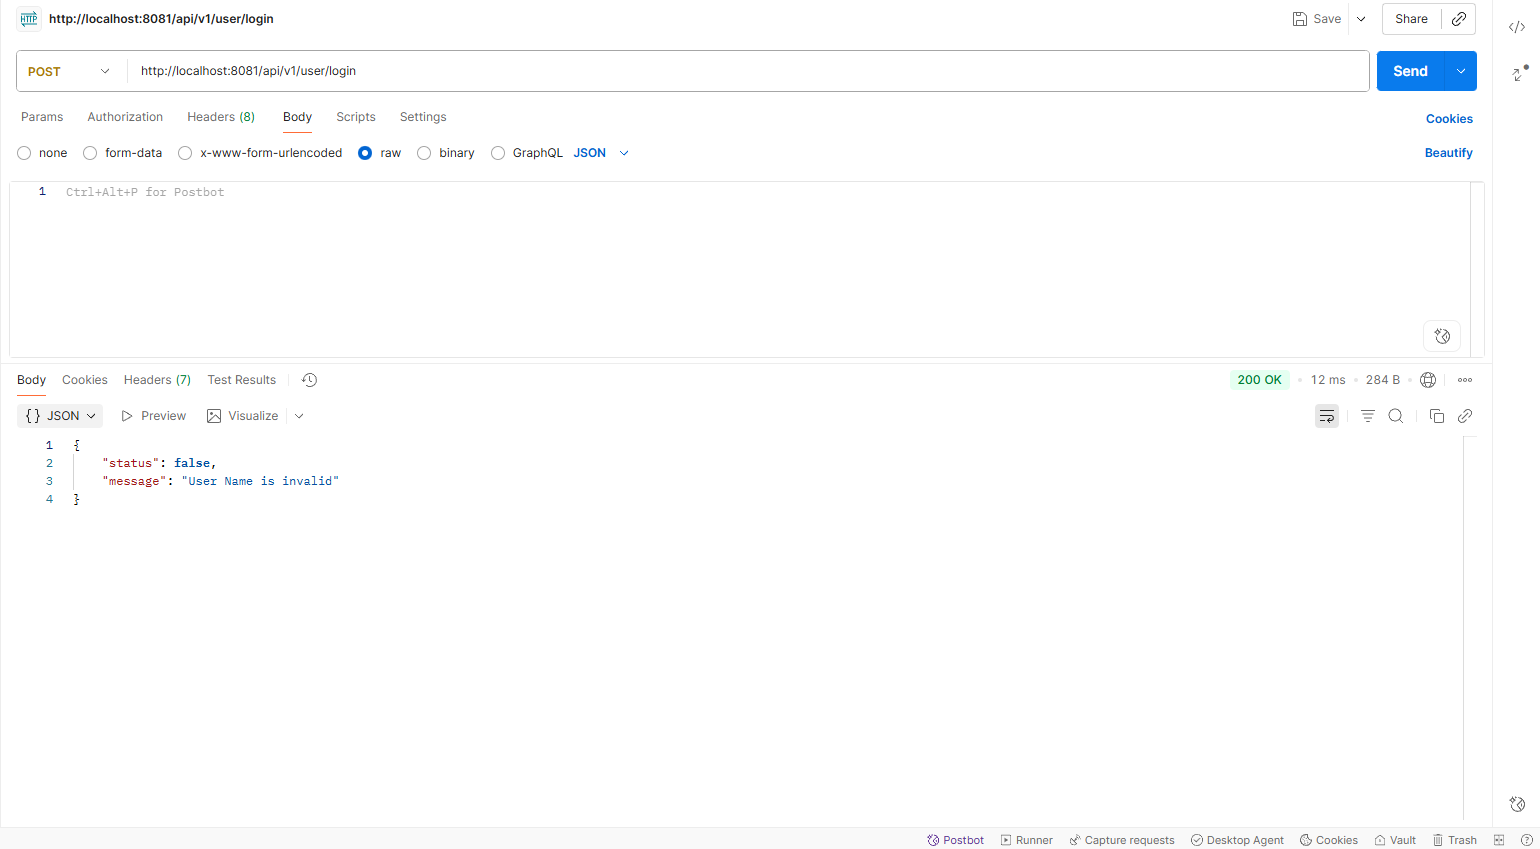 HTTP http://localhost:8081/api/v1/user/login Save Share
POST http://localhost:8081/api/v1/user/login Send
Params Authorization Headers (8) Body Scripts Settings Cookies
none form-data x-www-form-urlencoded raw binary GraphQL JSON Beautify
1 Ctrl+Alt+P for Postbot
Body Cookies Headers (7) Test Results 200 OK • 12 ms • 284 B •
{} JSON Preview Visualize
1 {
2 "status": false,
3 "message": "User Name is invalid"
4 }
Postbot Runner Capture requests Desktop Agent Cookies Vault Trash